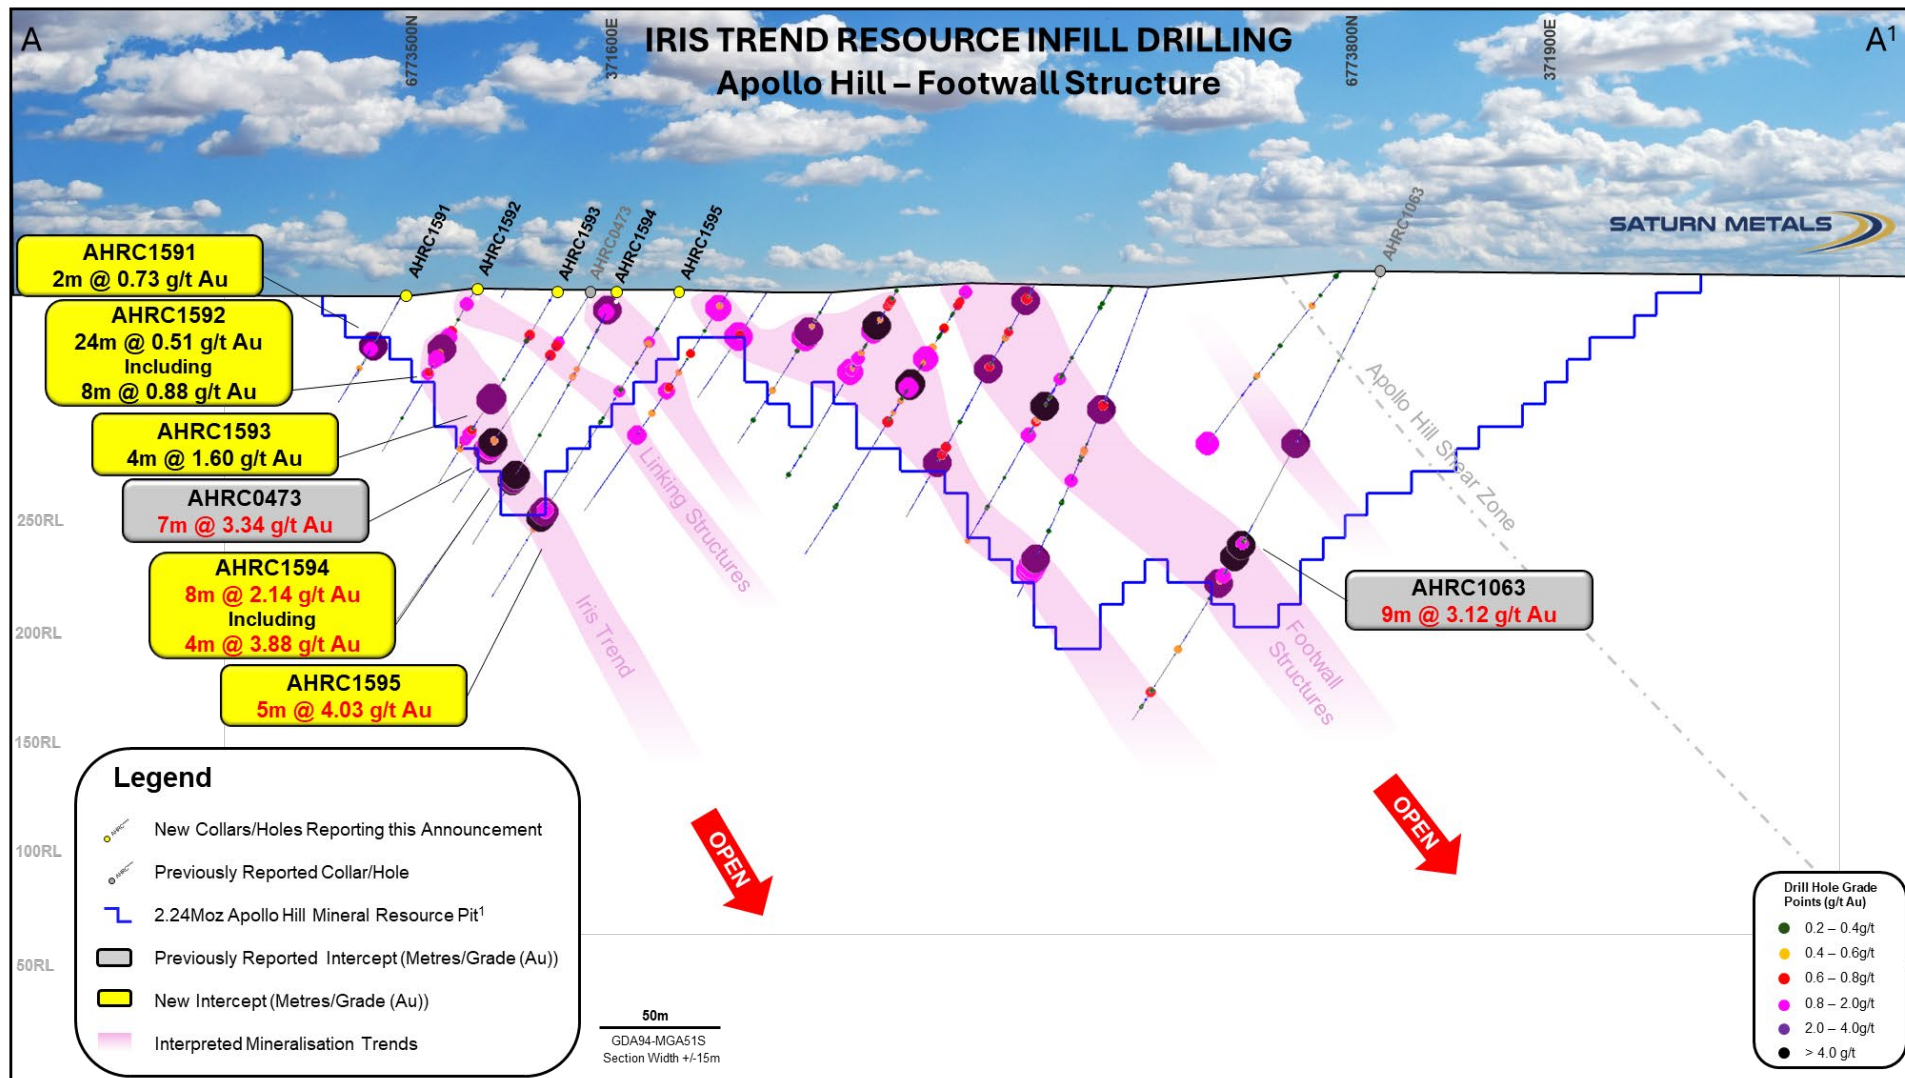 A
6773500N
371600E
IRIS TREND RESOURCE INFILL DRILLING
Apollo Hill – Footwall Structure
6773800N
371900E
A¹
SATURN METALS
AHRC1591
AHRC1592
AHRC1593
AHRC0473
AHRC1594
AHRC1595
AHRC1063
AHRC1591
2m @ 0.73 g/t Au
AHRC1592
24m @ 0.51 g/t Au
Including
8m @ 0.88 g/t Au
AHRC1593
4m @ 1.60 g/t Au
AHRC0473
7m @ 3.34 g/t Au
AHRC1594
8m @ 2.14 g/t Au
Including
4m @ 3.88 g/t Au
AHRC1595
5m @ 4.03 g/t Au
AHRC1063
9m @ 3.12 g/t Au
Iris Trend
Linking Structures
Footwall
Structures
Apollo Hill Shear Zone
250RL
200RL
150RL
100RL
50RL
OPEN
OPEN
Legend
AHRC
New Collars/Holes Reporting this Announcement
AHRC
Previously Reported Collar/Hole
2.24Moz Apollo Hill Mineral Resource Pit¹
Previously Reported Intercept (Metres/Grade (Au))
New Intercept (Metres/Grade (Au))
Interpreted Mineralisation Trends
50m
GDA94-MGA51S
Section Width +/-15m
Drill Hole Grade
Points (g/t Au)
0.2 – 0.4g/t
0.4 – 0.6g/t
0.6 – 0.8g/t
0.8 – 2.0g/t
2.0 – 4.0g/t
> 4.0 g/t